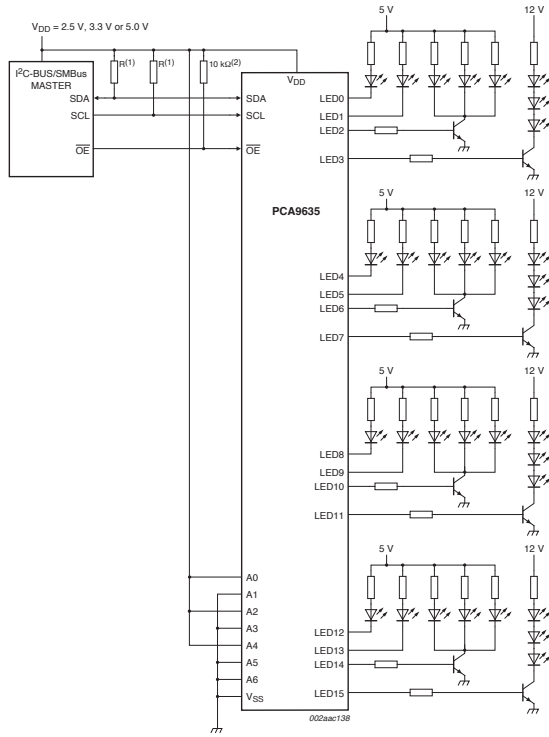 VDD = 2.5 V, 3.3 V or 5.0 V
I²C-BUS/SMBus
MASTER
SDA
SCL
OE
R(1)
R(1)
10 kΩ(2)
VDD
SDA
SCL
OE
PCA9635
A0
A1
A2
A3
A4
A5
A6
VSS
LED0
LED1
LED2
LED3
5 V
12 V
LED4
LED5
LED6
LED7
5 V
12 V
LED8
LED9
LED10
LED11
5 V
12 V
LED12
LED13
LED14
LED15
5 V
12 V
002aac138